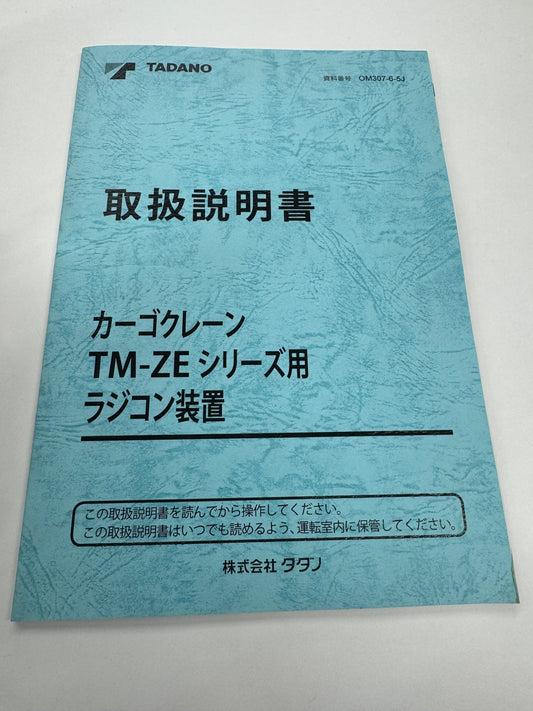 TADANO
資料番号 OM307-6-5J
取扱説明書
カーゴクレーン
TM-ZE シリーズ用
ラジコン装置
この取扱説明書を読んでから操作してください。
この取扱説明書はいつでも読めるよう、運転室内に保管してください。
株式会社 タダノ